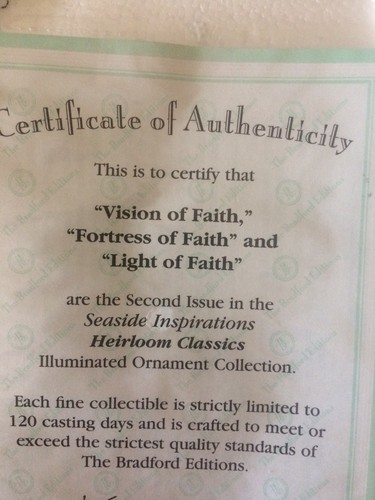 Certificate of Authenticity
This is to certify that
“Vision of Faith,”
“Fortress of Faith” and
“Light of Faith”
are the Second Issue in the
Seaside Inspirations
Heirloom Classics
Illuminated Ornament Collection.
Each fine collectible is strictly limited to
120 casting days and is crafted to meet or
exceed the strictest quality standards of
The Bradford Editions.